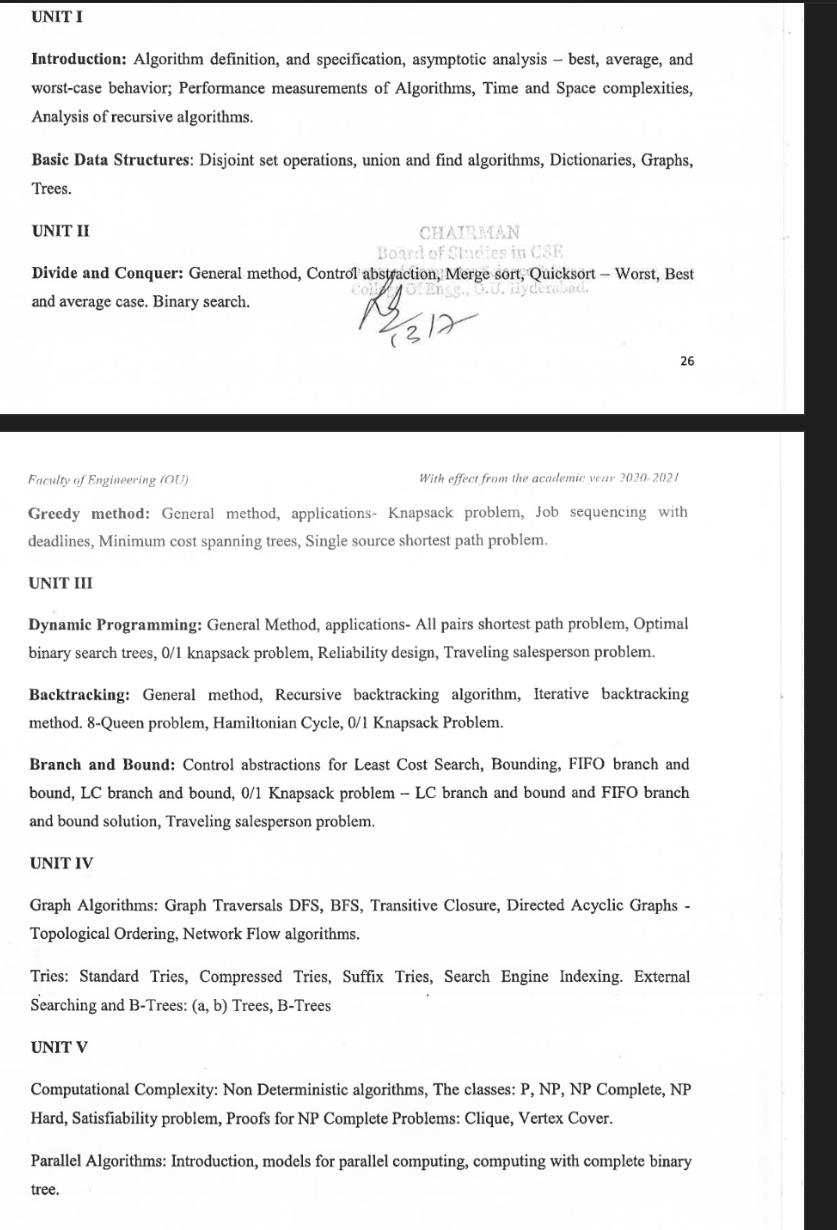 UNIT I
Introduction: Algorithm definition, and specification, asymptotic analysis – best, average, and
worst-case behavior; Performance measurements of Algorithms, Time and Space complexities,
Analysis of recursive algorithms.
Basic Data Structures: Disjoint set operations, union and find algorithms, Dictionaries, Graphs,
Trees.
UNIT II
CHAIRMAN
Board of Studies in CSE
Divide and Conquer: General method, Control abstraction, Merge sort, Quicksort – Worst, Best
College Of Engg., O.U. Hyderabad.
and average case. Binary search.
26
Faculty of Engineering (OU) With effect from the academic year 2020-2021
Greedy method: General method, applications- Knapsack problem, Job sequencing with
deadlines, Minimum cost spanning trees, Single source shortest path problem.
UNIT III
Dynamic Programming: General Method, applications- All pairs shortest path problem, Optimal
binary search trees, 0/1 knapsack problem, Reliability design, Traveling salesperson problem.
Backtracking: General method, Recursive backtracking algorithm, Iterative backtracking
method. 8-Queen problem, Hamiltonian Cycle, 0/1 Knapsack Problem.
Branch and Bound: Control abstractions for Least Cost Search, Bounding, FIFO branch and
bound, LC branch and bound, 0/1 Knapsack problem – LC branch and bound and FIFO branch
and bound solution, Traveling salesperson problem.
UNIT IV
Graph Algorithms: Graph Traversals DFS, BFS, Transitive Closure, Directed Acyclic Graphs -
Topological Ordering, Network Flow algorithms.
Tries: Standard Tries, Compressed Tries, Suffix Tries, Search Engine Indexing. External
Searching and B-Trees: (a, b) Trees, B-Trees
UNIT V
Computational Complexity: Non Deterministic algorithms, The classes: P, NP, NP Complete, NP
Hard, Satisfiability problem, Proofs for NP Complete Problems: Clique, Vertex Cover.
Parallel Algorithms: Introduction, models for parallel computing, computing with complete binary
tree.